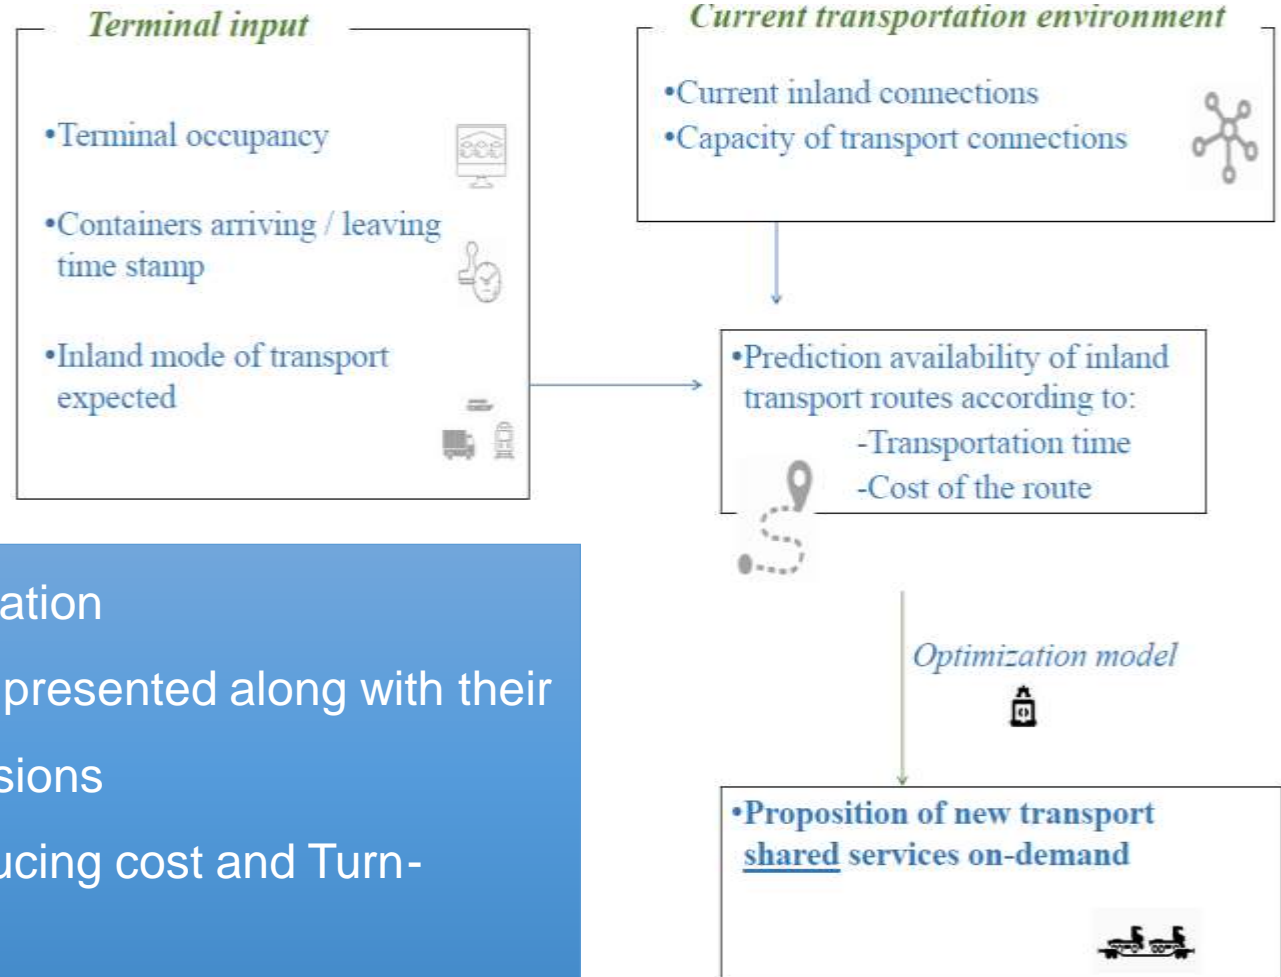 Terminal input
•Terminal occupancy
•Containers arriving / leaving
time stamp
•Inland mode of transport
expected
Current transportation environment
•Current inland connections
•Capacity of transport connections
•Prediction availability of inland
transport routes according to:
-Transportation time
-Cost of the route
Optimization model
•Proposition of new transport
shared services on-demand
ation
presented along with their
sions
ucing cost and Turn-